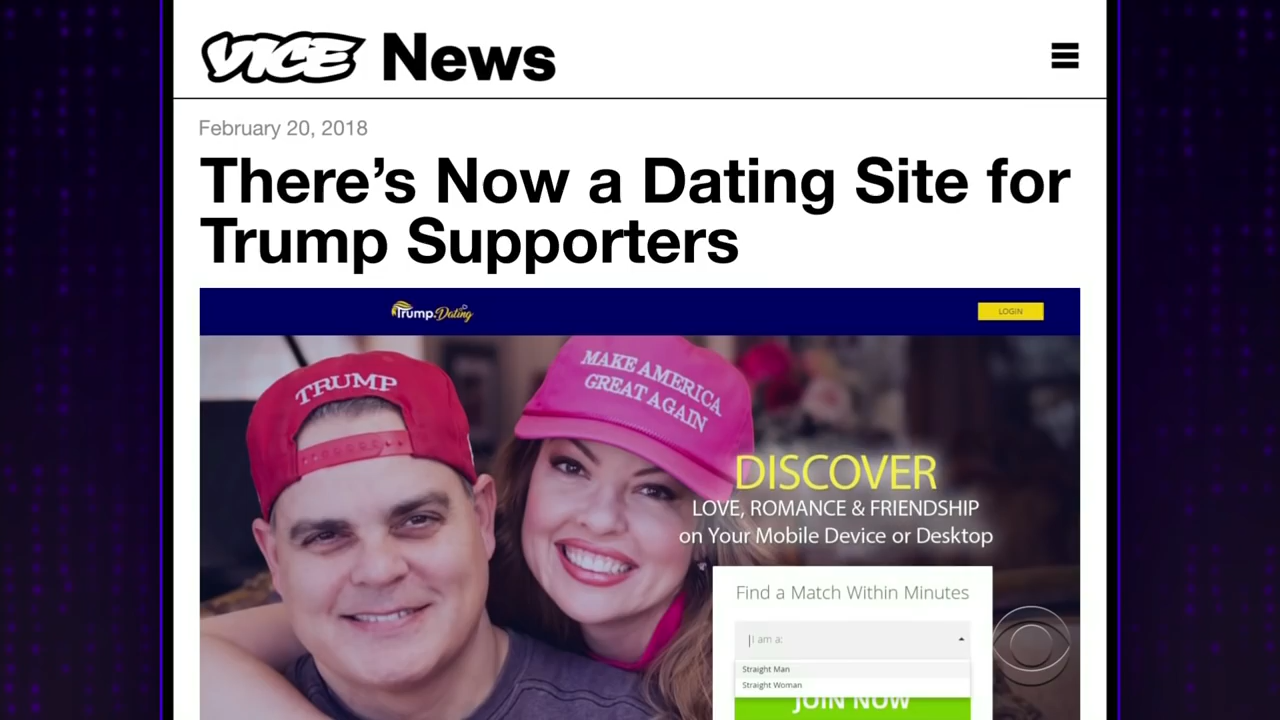 VICE News
February 20, 2018
There's Now a Dating Site for
Trump Supporters
Trump.Dating
LOGIN
TRUMP
MAKE AMERICA
GREAT AGAIN
DISCOVER
LOVE, ROMANCE & FRIENDSHIP
on Your Mobile Device or Desktop
Find a Match Within Minutes
I am a:
Straight Man
Straight Woman
JOIN NOW